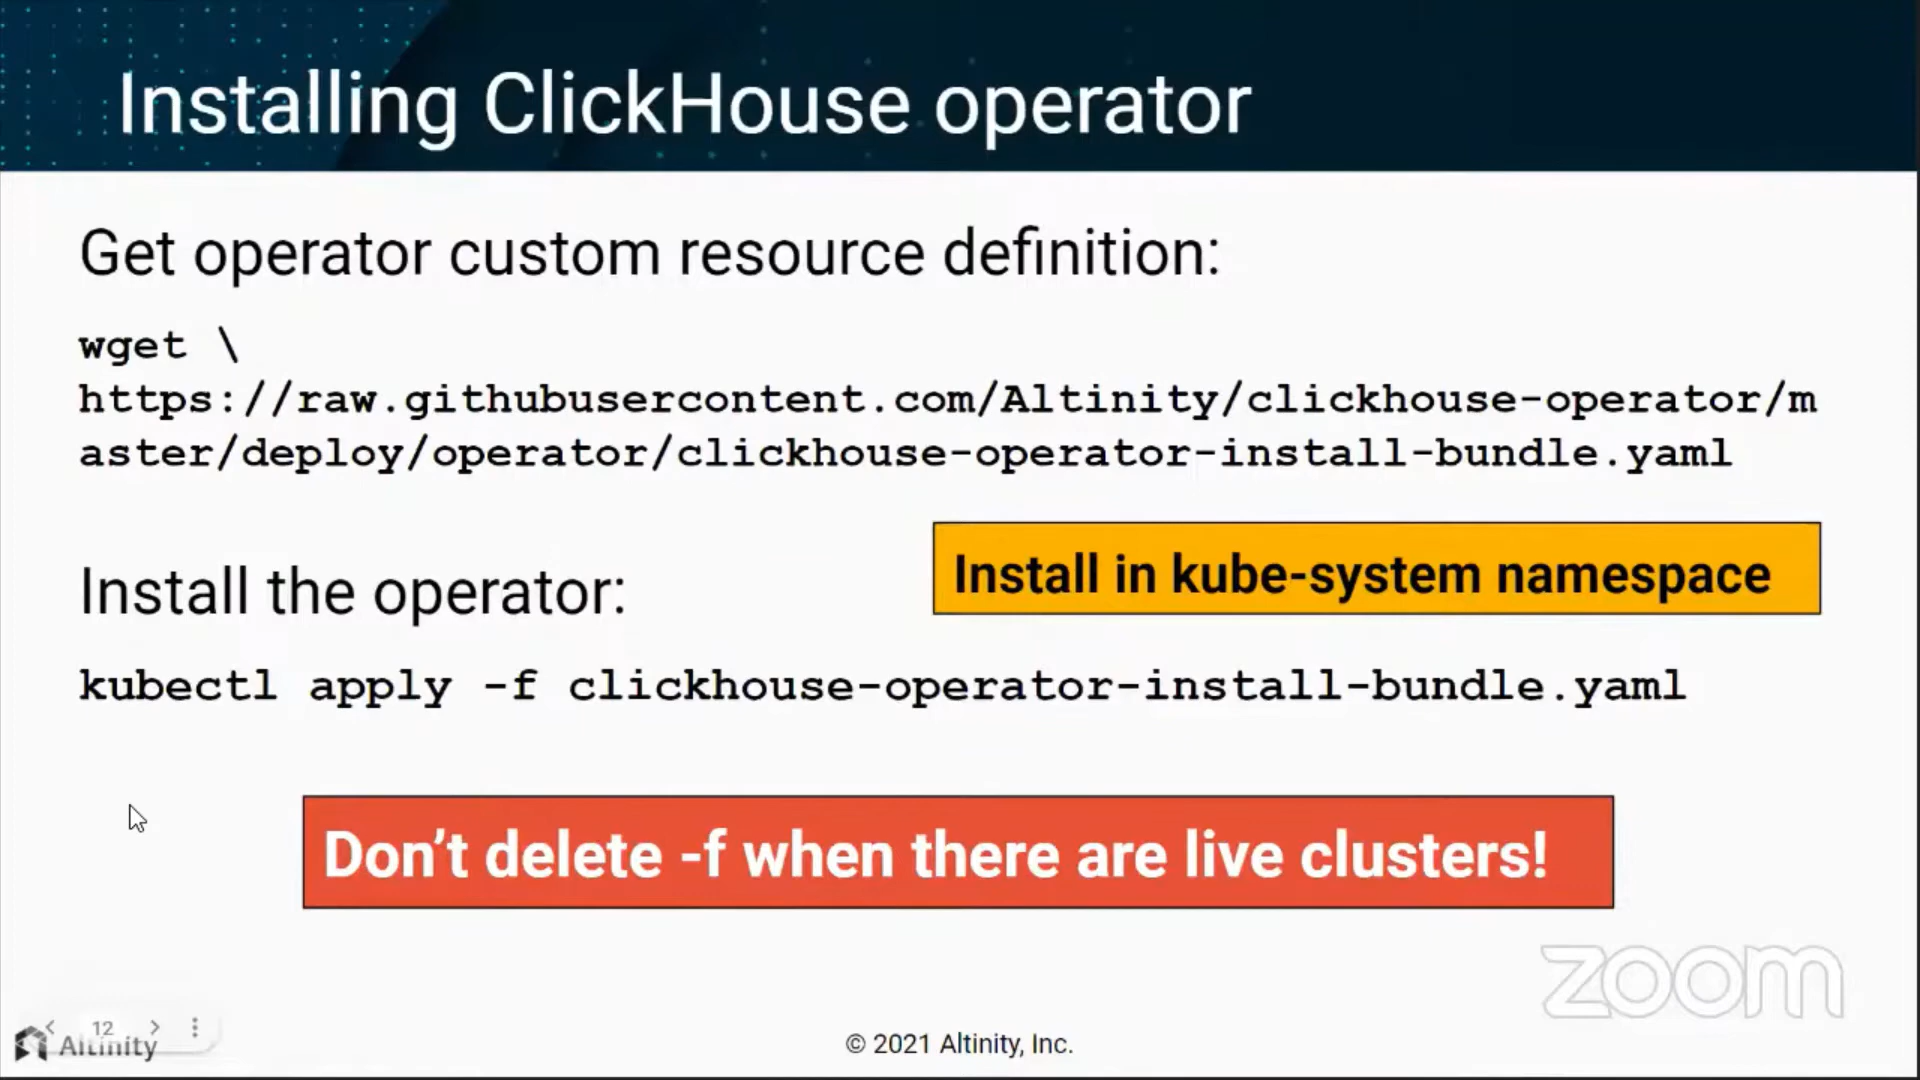 Installing ClickHouse operator
Get operator custom resource definition:
wget \
https://raw.githubusercontent.com/Altinity/clickhouse-operator/m
aster/deploy/operator/clickhouse-operator-install-bundle.yaml
Install in kube-system namespace
Install the operator:
kubectl apply -f clickhouse-operator-install-bundle.yaml
Don’t delete -f when there are live clusters!
zoom
12
Altinity
© 2021 Altinity, Inc.